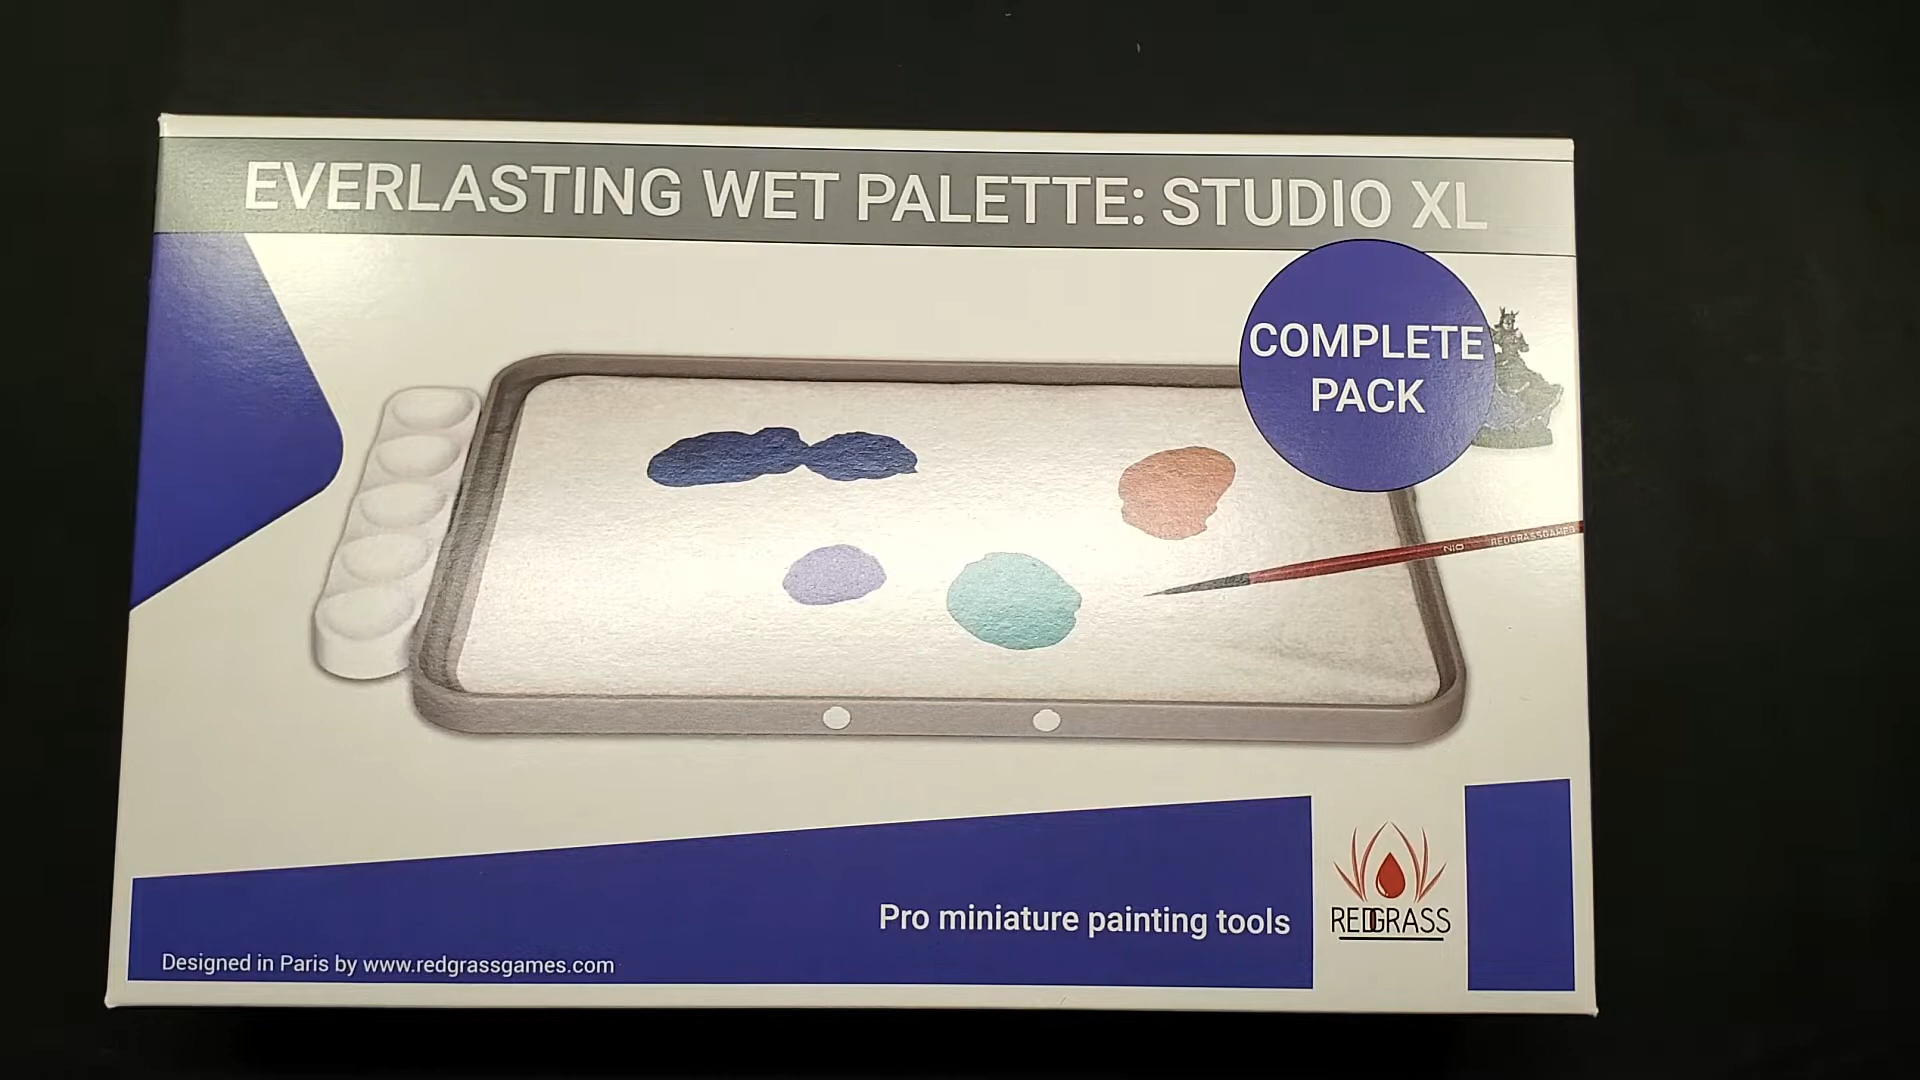 EVERLASTING WET PALETTE: STUDIO XL
COMPLETE
PACK
REDGRASSGAMES
Pro miniature painting tools
REDGRASS
Designed in Paris by www.redgrassgames.com